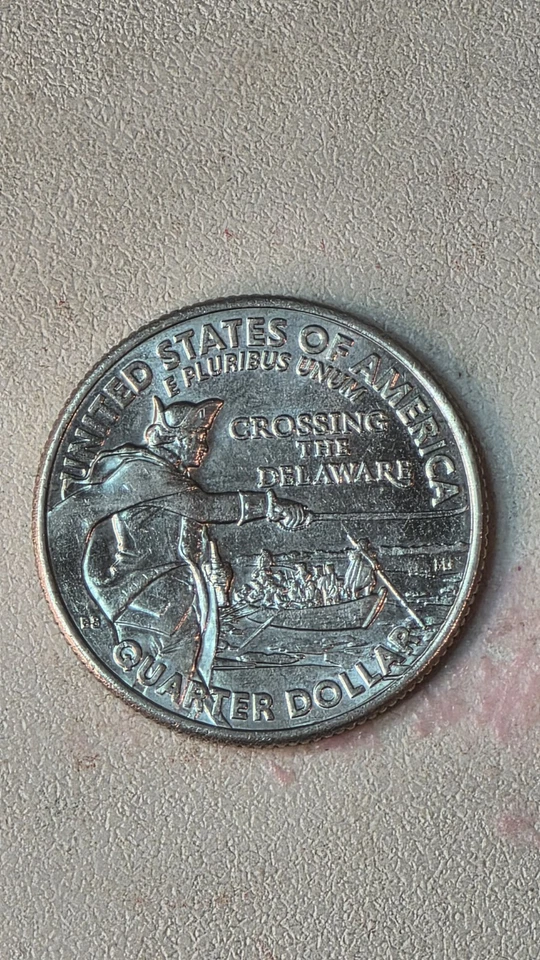 UNITED STATES OF AMERICA
E PLURIBUS UNUM
CROSSING
THE
DELAWARE
QUARTER DOLLAR